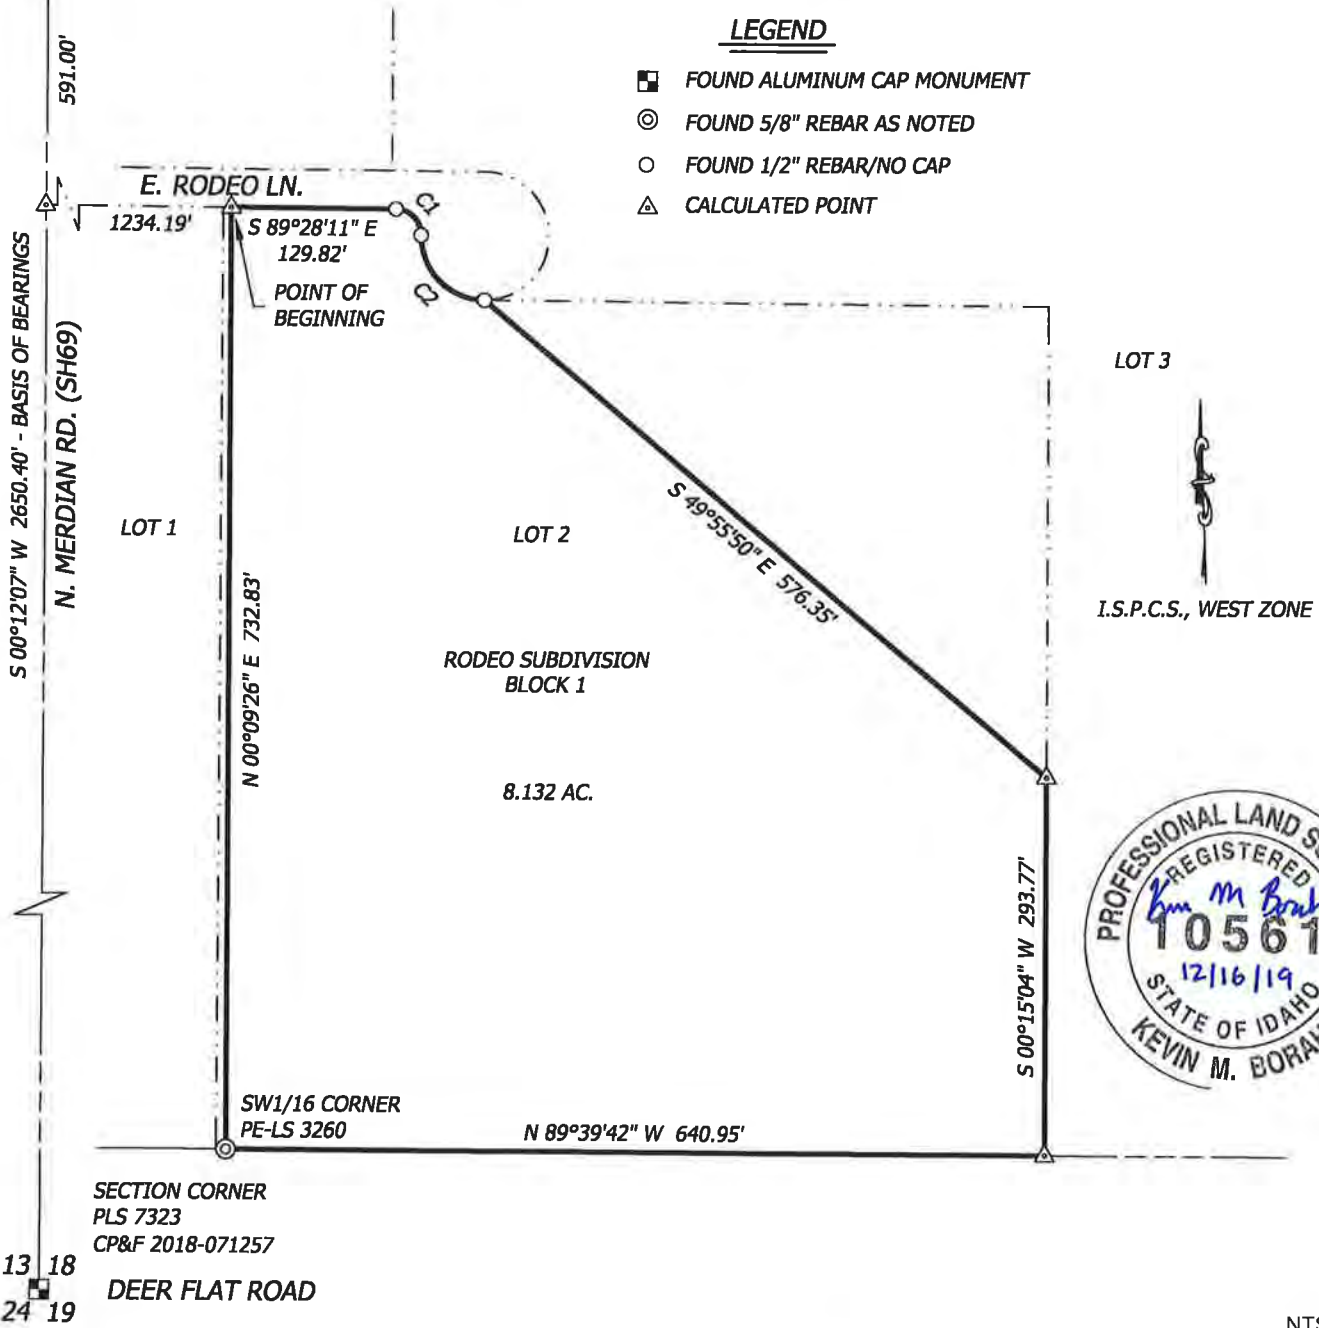 LEGEND
FOUND ALUMINUM CAP MONUMENT
FOUND 5/8" REBAR AS NOTED
FOUND 1/2" REBAR/NO CAP
CALCULATED POINT
591.00'
E. RODEO LN.
1234.19'
S 89°28'11" E
129.82'
C1
C2
POINT OF
BEGINNING
S 00°12'07" W 2650.40' - BASIS OF BEARINGS
N. MERDIAN RD. (SH69)
LOT 1
LOT 2
LOT 3
S 49°55'50" E 576.35'
I.S.P.C.S., WEST ZONE
N 00°09'26" E 732.83'
RODEO SUBDIVISION
BLOCK 1
8.132 AC.
S 00°15'04" W 293.77'
PROFESSIONAL LAND
REGISTERED
10561
12/16/19
STATE OF IDAHO
KEVIN M. BORAH
SW1/16 CORNER
PE-LS 3260
N 89°39'42" W 640.95'
SECTION CORNER
PLS 7323
CP&F 2018-071257
13 18
24 19
DEER FLAT ROAD